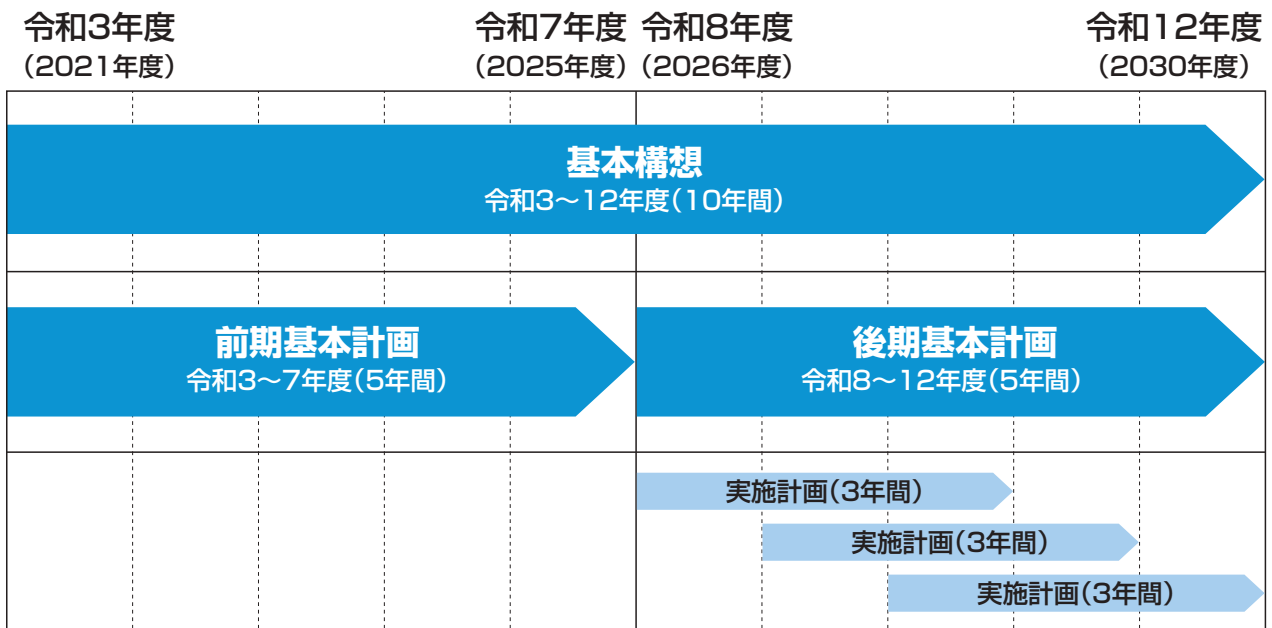 令和3年度 令和7年度 令和8年度 令和12年度
(2021年度) (2025年度) (2026年度) (2030年度)
基本構想
令和3~12年度(10年間)
前期基本計画
令和3~7年度(5年間)
後期基本計画
令和8~12年度(5年間)
実施計画(3年間)
実施計画(3年間)
実施計画(3年間)